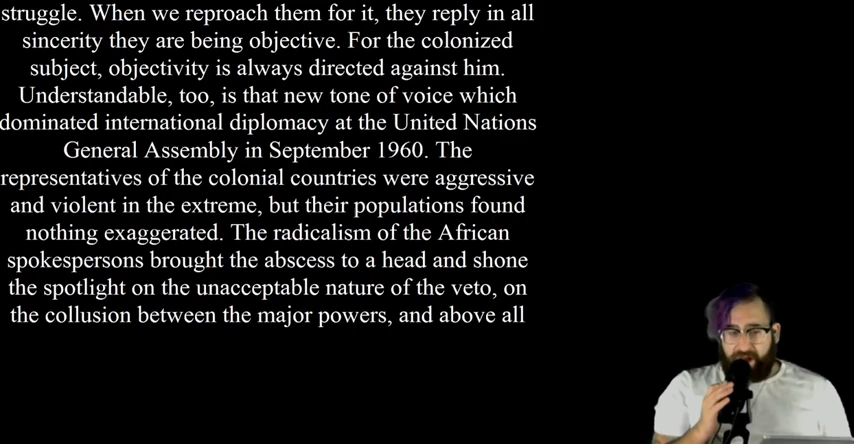 struggle. When we reproach them for it, they reply in all
sincerity they are being objective. For the colonized
subject, objectivity is always directed against him.
Understandable, too, is that new tone of voice which
dominated international diplomacy at the United Nations
General Assembly in September 1960. The
representatives of the colonial countries were aggressive
and violent in the extreme, but their populations found
nothing exaggerated. The radicalism of the African
spokespersons brought the abscess to a head and shone
the spotlight on the unacceptable nature of the veto, on
the collusion between the major powers, and above all